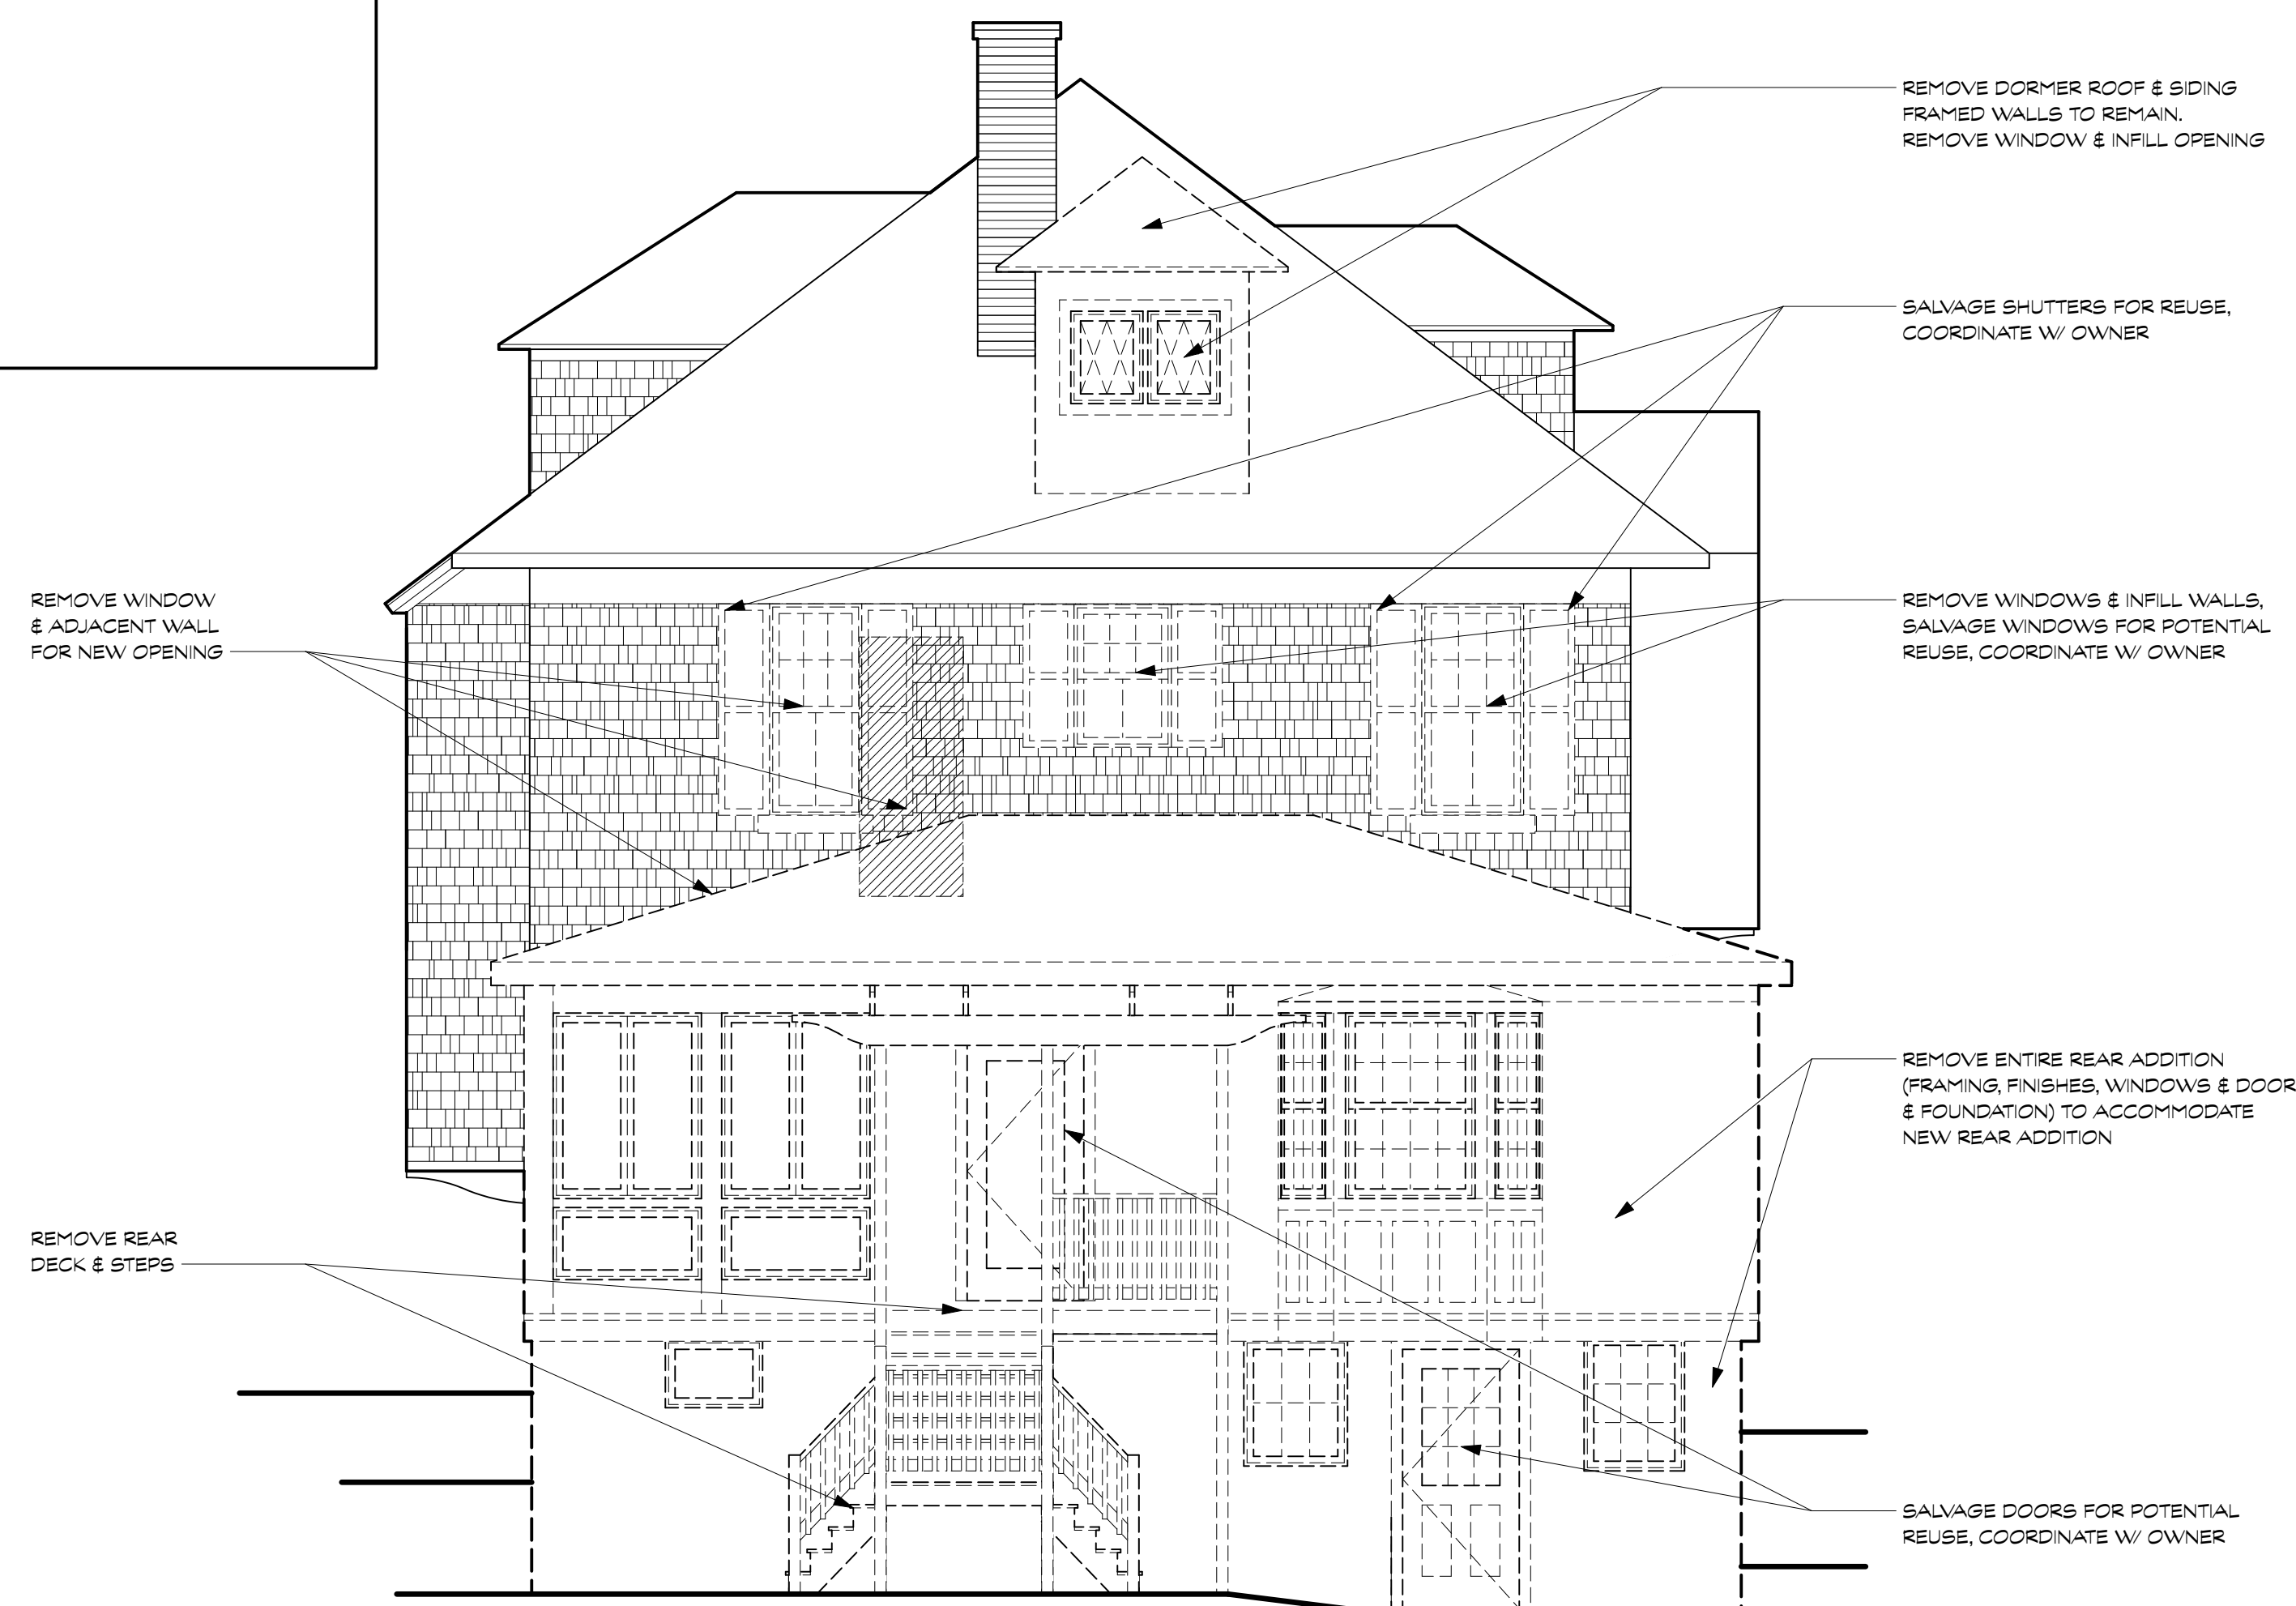 REMOVE DORMER ROOF & SIDING
FRAMED WALLS TO REMAIN.
REMOVE WINDOW & INFILL OPENING
SALVAGE SHUTTERS FOR REUSE,
COORDINATE W/ OWNER
REMOVE WINDOW
& ADJACENT WALL
FOR NEW OPENING
REMOVE WINDOWS & INFILL WALLS,
SALVAGE WINDOWS FOR POTENTIAL
REUSE, COORDINATE W/ OWNER
REMOVE ENTIRE REAR ADDITION
(FRAMING, FINISHES, WINDOWS & DOOR
& FOUNDATION) TO ACCOMMODATE
NEW REAR ADDITION
REMOVE REAR
DECK & STEPS
SALVAGE DOORS FOR POTENTIAL
REUSE, COORDINATE W/ OWNER